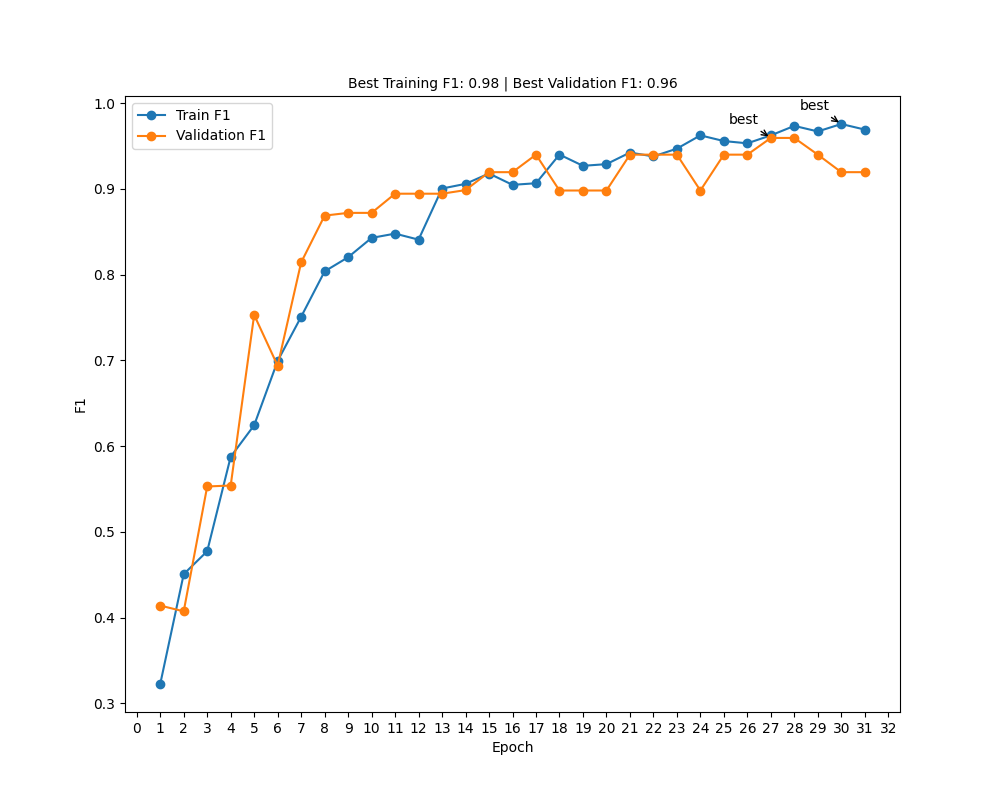 Best Training F1: 0.98 | Best Validation F1: 0.96
Train F1
Validation F1
best
best
1.0
0.9
0.8
0.7
0.6
0.5
0.4
0.3
F1
0 1 2 3 4 5 6 7 8 9 10 11 12 13 14 15 16 17 18 19 20 21 22 23 24 25 26 27 28 29 30 31 32
Epoch